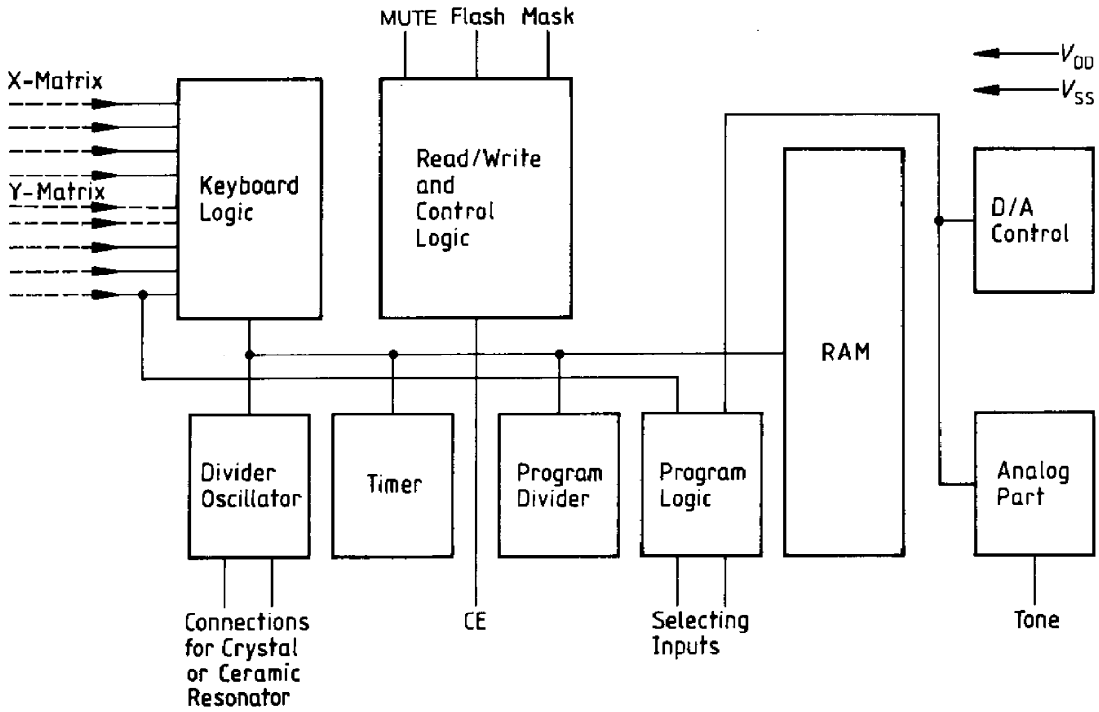 MUTE Flash Mask
V_DD
V_SS
X-Matrix
Y-Matrix
Keyboard
Logic
Read/Write
and
Control
Logic
RAM
D/A
Control
Divider
Oscillator
Timer
Program
Divider
Program
Logic
Analog
Part
Connections
for Crystal
or Ceramic
Resonator
CE
Selecting
Inputs
Tone